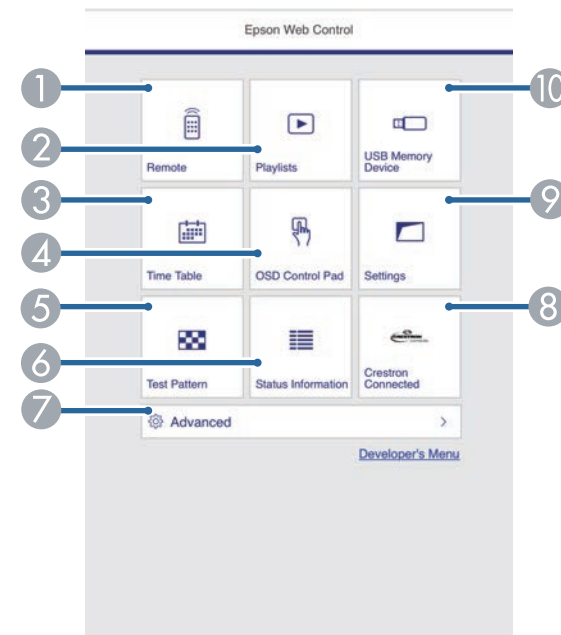 Epson Web Control
1
10
2
Remote
Playlists
USB Memory
Device
3
9
4
Time Table
OSD Control Pad
Settings
5
8
CRESTRON
6
Test Pattern
Status Information
Crestron
Connected
7
Advanced
Developer's Menu